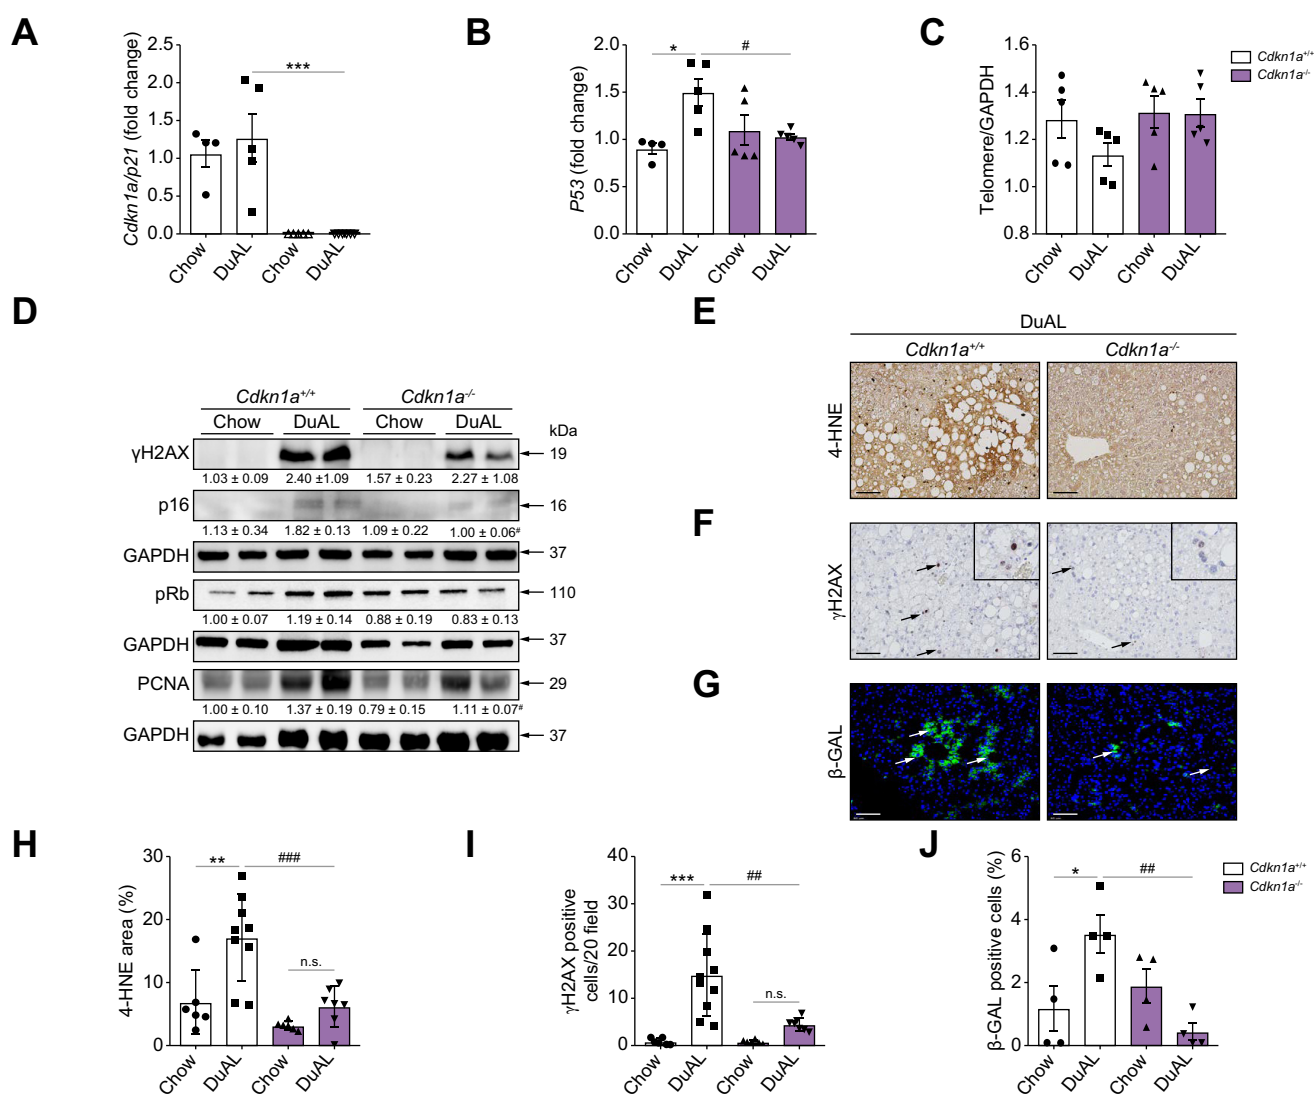 A
Cdkn1a/p21 (fold change)
2.5
2.0
1.5
1.0
0.5
0.0
***
Chow
DuAL
Chow
DuAL
B
P53 (fold change)
2.0
1.5
1.0
0.5
0.0
*
#
Chow
DuAL
Chow
DuAL
C
Telomere/GAPDH
1.6
1.4
1.2
1.0
0.8
Chow
DuAL
Chow
DuAL
Cdkn1a+/+
Cdkn1a-/-
D
Cdkn1a+/+ Cdkn1a-/-
Chow DuAL Chow DuAL
kDa
γH2AX 19
1.03 ± 0.09 2.40 ±1.09 1.57 ± 0.23 2.27 ± 1.08
p16 16
1.13 ± 0.34 1.82 ± 0.13 1.09 ± 0.22 1.00 ± 0.06#
GAPDH 37
pRb 110
1.00 ± 0.07 1.19 ± 0.14 0.88 ± 0.19 0.83 ± 0.13
GAPDH 37
PCNA 29
1.00 ± 0.10 1.37 ± 0.19 0.79 ± 0.15 1.11 ± 0.07#
GAPDH 37
E
DuAL
Cdkn1a+/+ Cdkn1a-/-
4-HNE
F
γH2AX
G
β-GAL
H
4-HNE area (%)
30
20
10
0
**
###
n.s.
Chow
DuAL
Chow
DuAL
I
γH2AX positive
cells/20 field
40
30
20
10
0
***
##
n.s.
Chow
DuAL
Chow
DuAL
J
β-GAL positive cells (%)
6
4
2
0
*
##
Chow
DuAL
Chow
DuAL
Cdkn1a+/+
Cdkn1a-/-